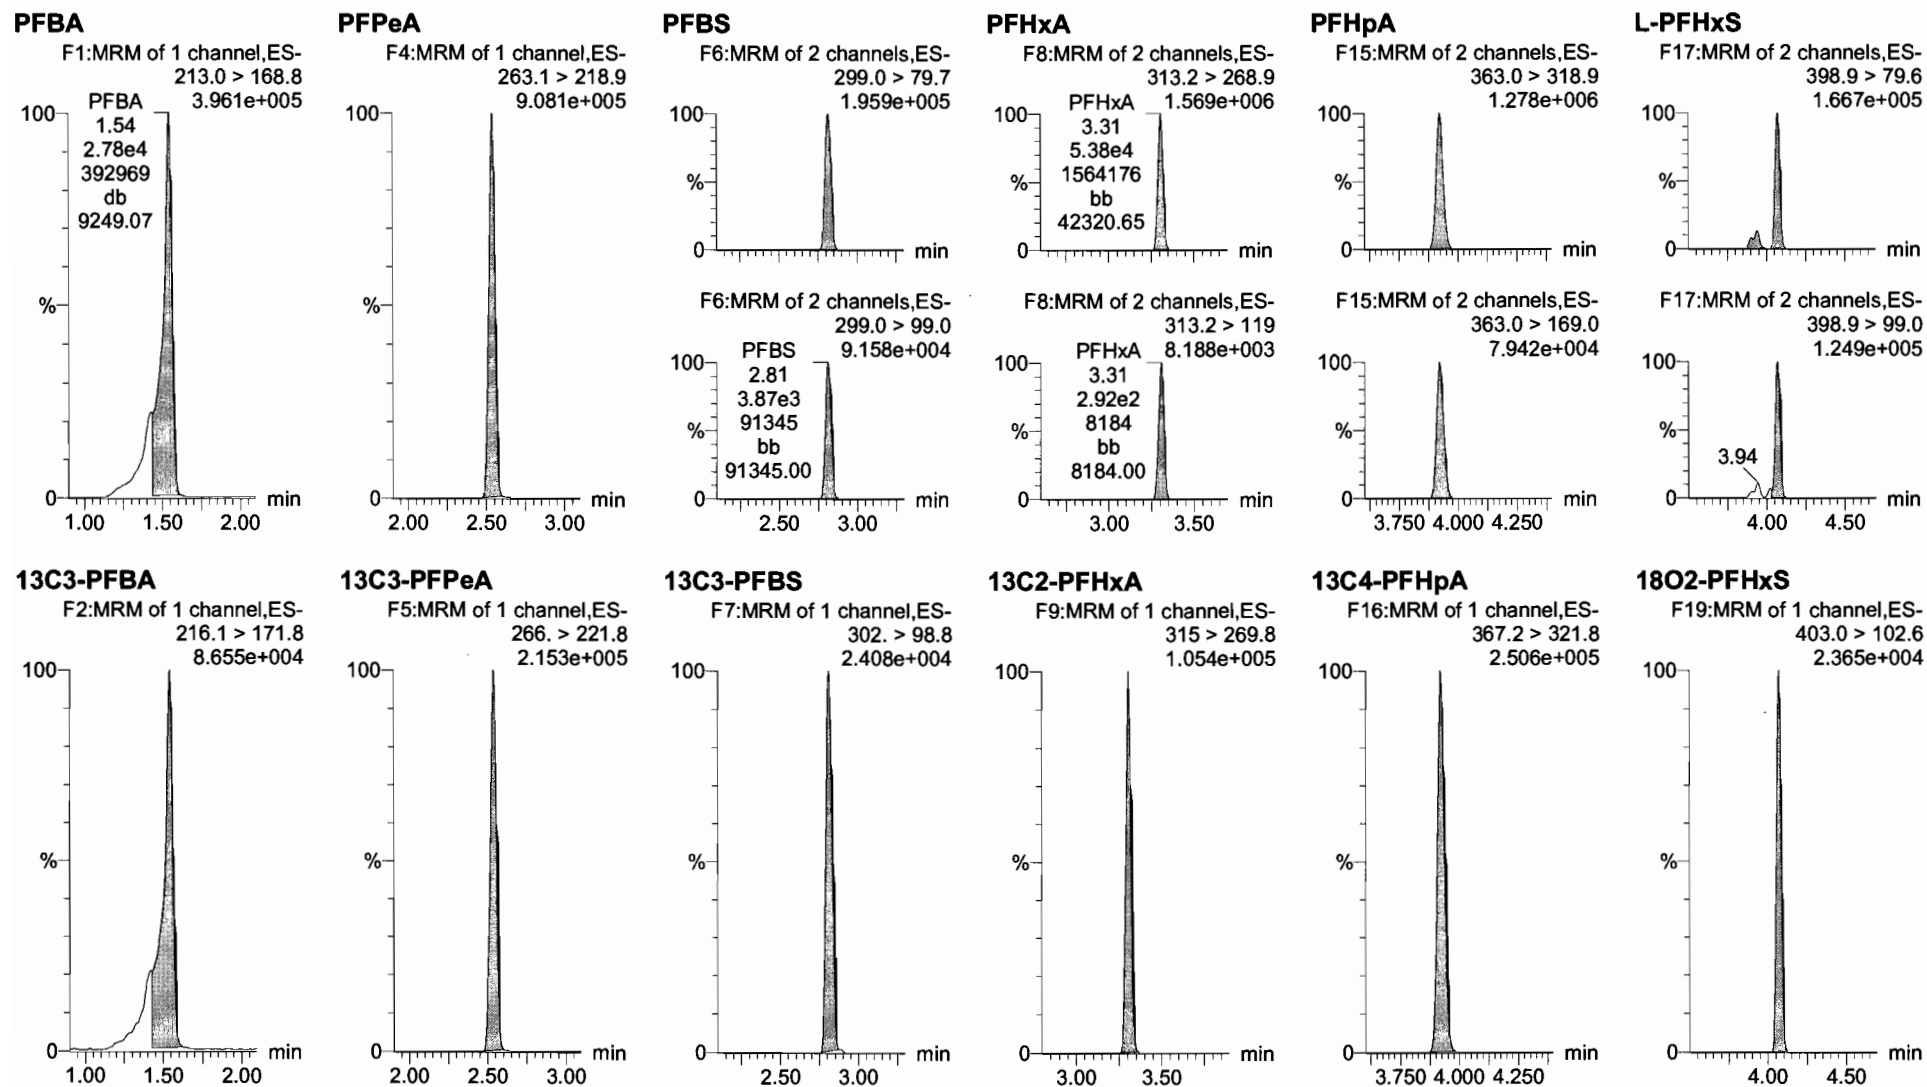 PFBA
F1:MRM of 1 channel,ES-
213.0 > 168.8
3.961e+005
PFBA
1.54
2.78e4
392969
db
9249.07
100
%
0
min
1.00 1.50 2.00
PFPeA
F4:MRM of 1 channel,ES-
263.1 > 218.9
9.081e+005
100
%
0
min
2.00 2.50 3.00
PFBS
F6:MRM of 2 channels,ES-
299.0 > 79.7
1.959e+005
100
%
0
min
F6:MRM of 2 channels,ES-
299.0 > 99.0
9.158e+004
PFBS
2.81
3.87e3
91345
bb
91345.00
100
%
0
min
2.50 3.00
PFHxA
F8:MRM of 2 channels,ES-
313.2 > 268.9
1.569e+006
PFHxA
3.31
5.38e4
1564176
bb
42320.65
100
%
0
min
F8:MRM of 2 channels,ES-
313.2 > 119
8.188e+003
PFHxA
3.31
2.92e2
8184
bb
8184.00
100
%
0
min
3.00 3.50
PFHpA
F15:MRM of 2 channels,ES-
363.0 > 318.9
1.278e+006
100
%
0
min
F15:MRM of 2 channels,ES-
363.0 > 169.0
7.942e+004
100
%
0
min
3.750 4.000 4.250
L-PFHxS
F17:MRM of 2 channels,ES-
398.9 > 79.6
1.667e+005
100
%
0
min
F17:MRM of 2 channels,ES-
398.9 > 99.0
1.249e+005
100
%
3.94
0
min
4.00 4.50
13C3-PFBA
F2:MRM of 1 channel,ES-
216.1 > 171.8
8.655e+004
100
%
0
min
1.00 1.50 2.00
13C3-PFPeA
F5:MRM of 1 channel,ES-
266. > 221.8
2.153e+005
100
%
0
min
2.00 2.50 3.00
13C3-PFBS
F7:MRM of 1 channel,ES-
302. > 98.8
2.408e+004
100
%
0
min
2.50 3.00
13C2-PFHxA
F9:MRM of 1 channel,ES-
315 > 269.8
1.054e+005
100
%
0
min
3.00 3.50
13C4-PFHpA
F16:MRM of 1 channel,ES-
367.2 > 321.8
2.506e+005
100
%
0
min
3.750 4.000 4.250
18O2-PFHxS
F19:MRM of 1 channel,ES-
403.0 > 102.6
2.365e+004
100
%
0
min
4.00 4.50